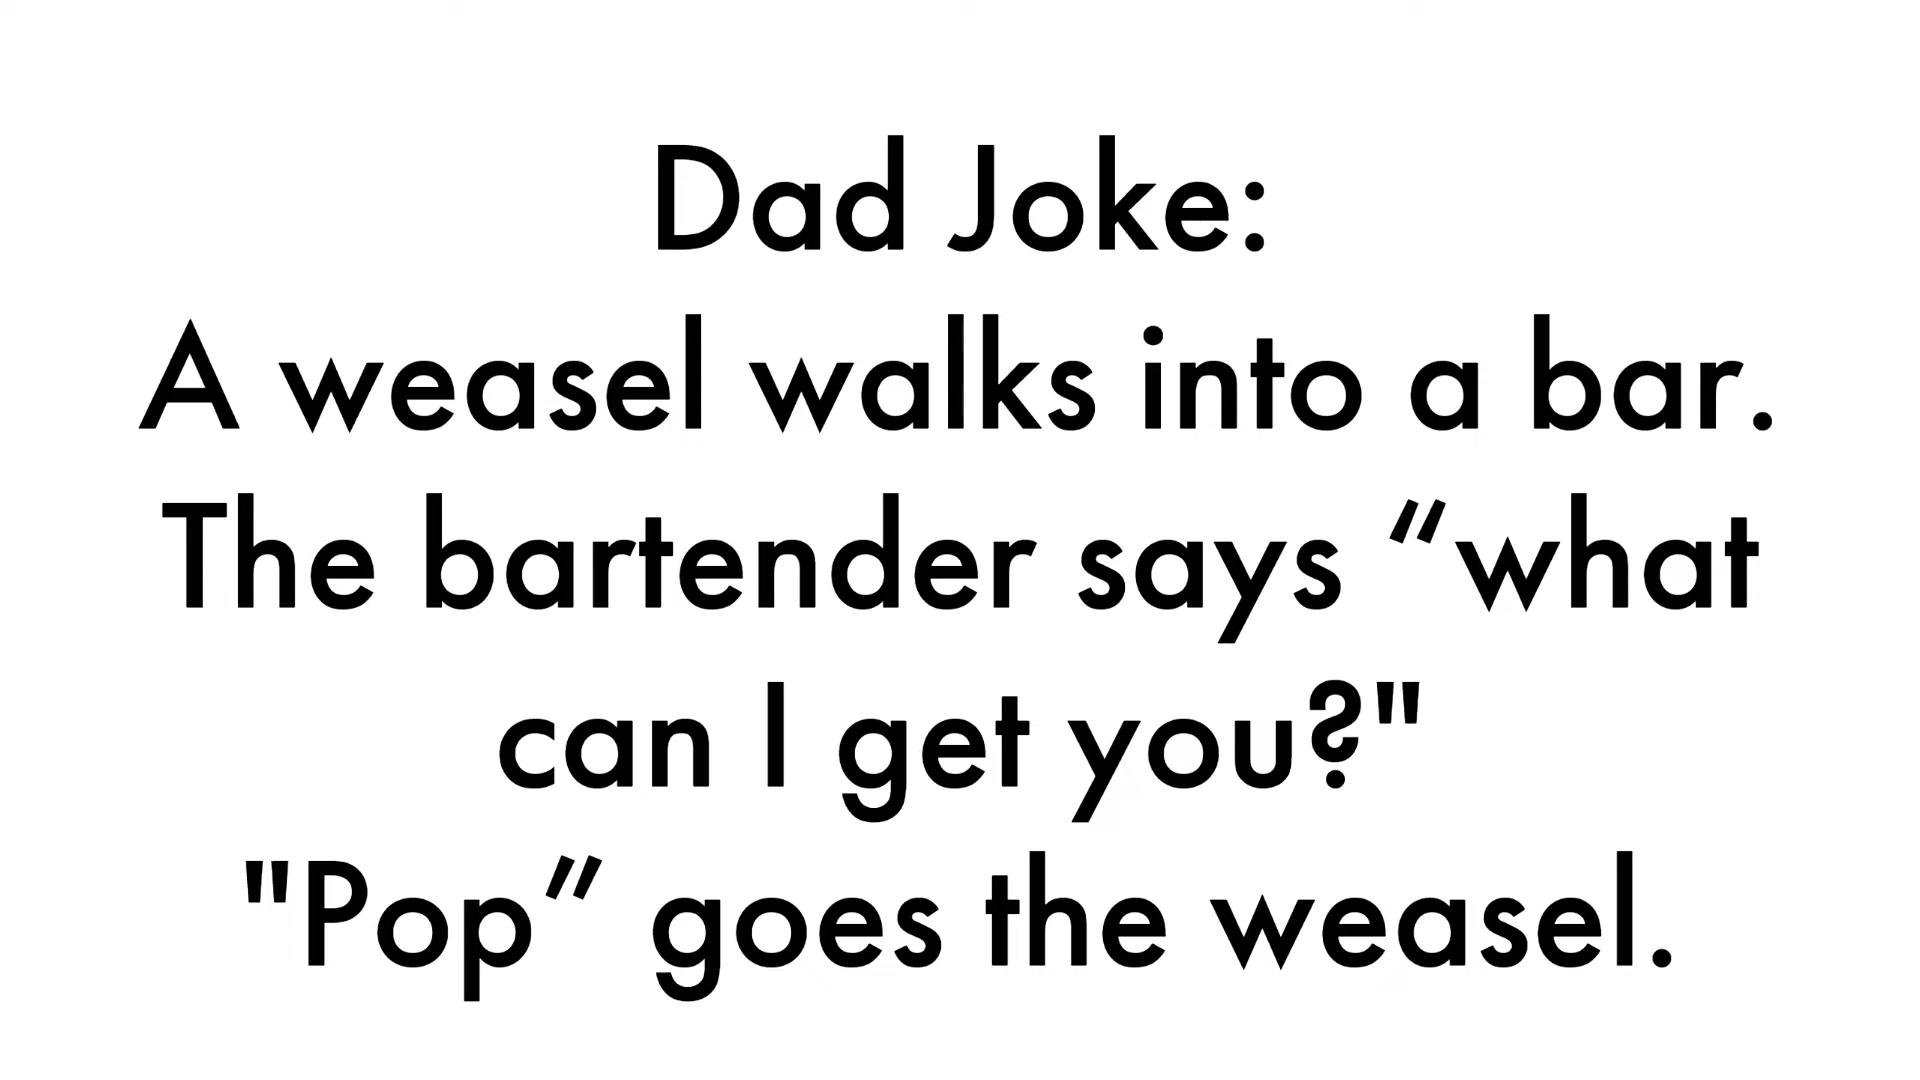 Dad Joke:
A weasel walks into a bar.
The bartender says “what
can I get you?"
"Pop” goes the weasel.